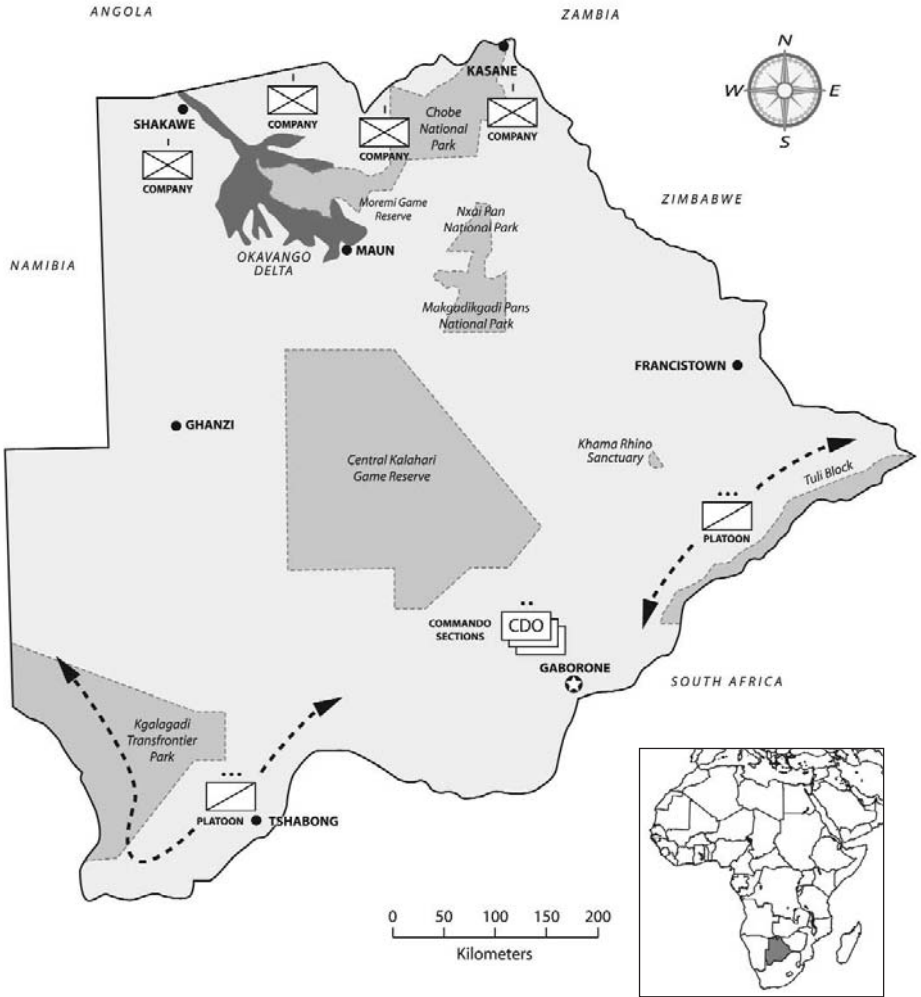 ANGOLA
ZAMBIA
N
W
E
S
KASANE
SHAKAWE
COMPANY
COMPANY
COMPANY
COMPANY
Chobe
National
Park
Moremi Game
Reserve
ZIMBABWE
Nxai Pan
National Park
NAMIBIA
OKAVANGO
DELTA
MAUN
Makgadikgadi Pans
National Park
FRANCISTOWN
GHANZI
Central Kalahari
Game Reserve
Khama Rhino
Sanctuary
Tuli Block
PLATOON
COMMANDO
SECTIONS
CDO
GABORONE
SOUTH AFRICA
Kgalagadi
Transfrontier
Park
PLATOON
TSHABONG
0 50 100 150 200
Kilometers